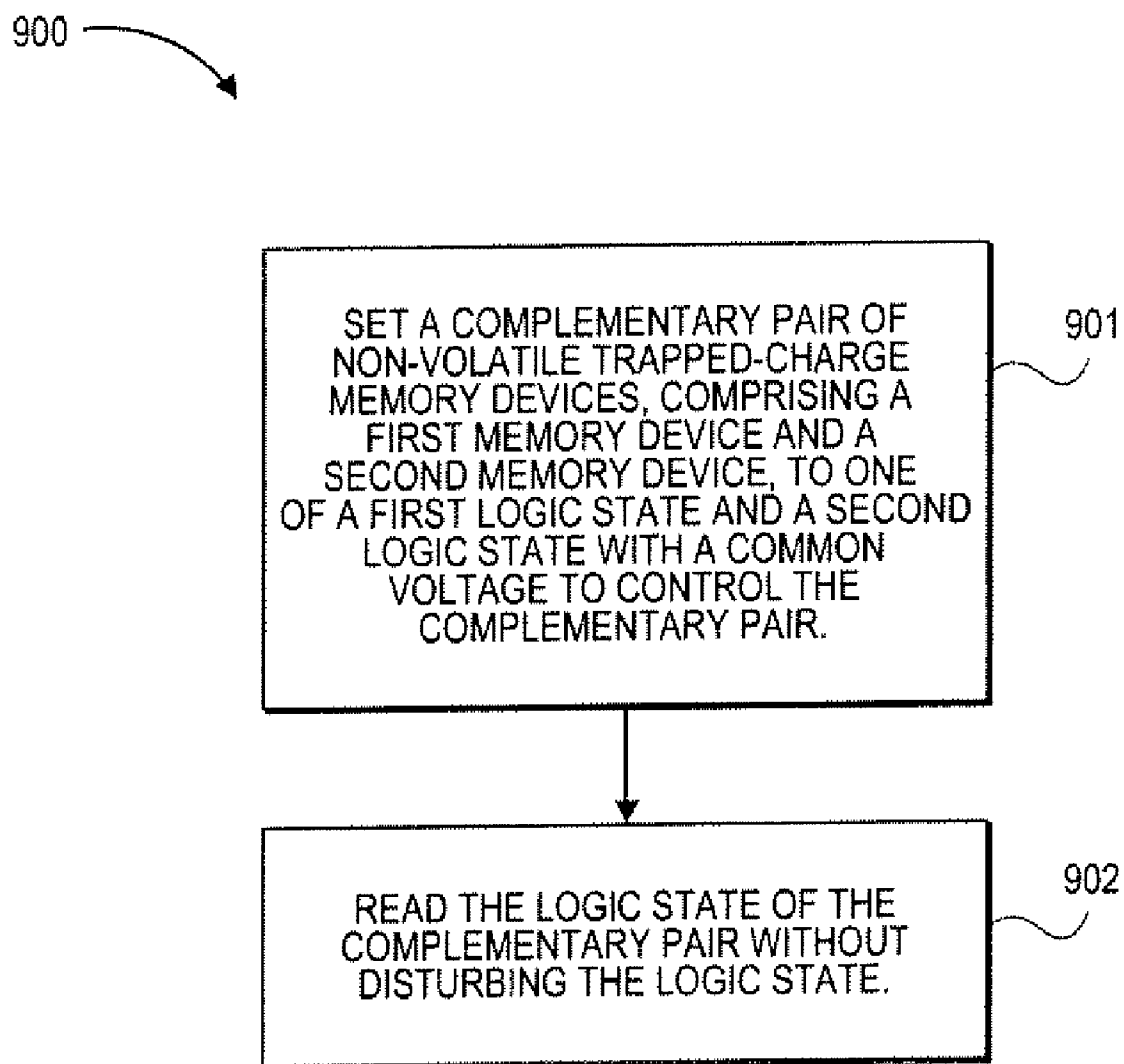 900
SET A COMPLEMENTARY PAIR OF
NON-VOLATILE TRAPPED-CHARGE
MEMORY DEVICES, COMPRISING A
FIRST MEMORY DEVICE AND A
SECOND MEMORY DEVICE, TO ONE
OF A FIRST LOGIC STATE AND A SECOND
LOGIC STATE WITH A COMMON
VOLTAGE TO CONTROL THE
COMPLEMENTARY PAIR.
901
READ THE LOGIC STATE OF THE
COMPLEMENTARY PAIR WITHOUT
DISTURBING THE LOGIC STATE.
902